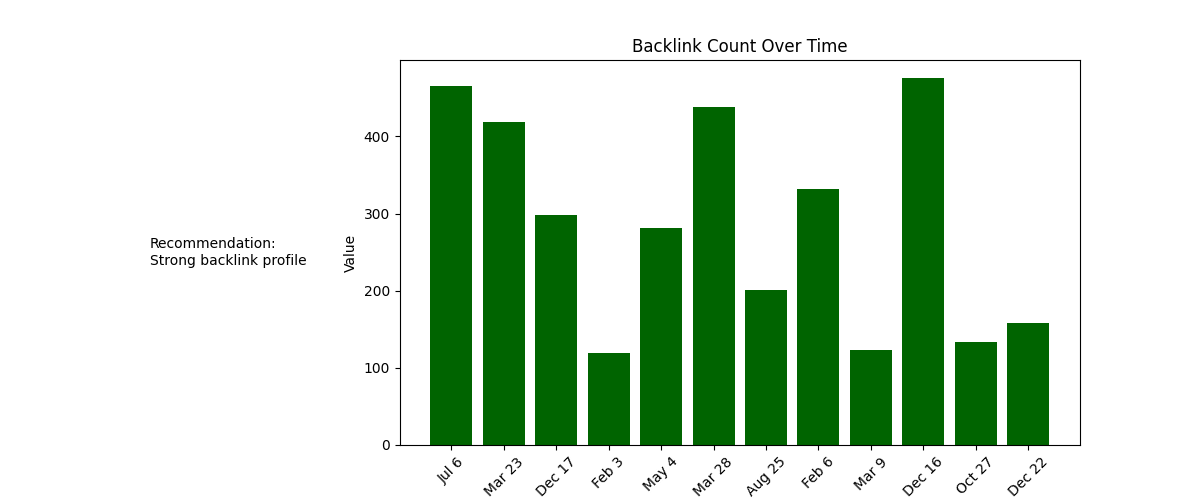 Backlink Count Over Time
Recommendation:
Strong backlink profile
Value
400
300
200
100
0
Jul 6
Mar 23
Dec 17
Feb 3
May 4
Mar 28
Aug 25
Feb 6
Mar 9
Dec 16
Oct 27
Dec 22